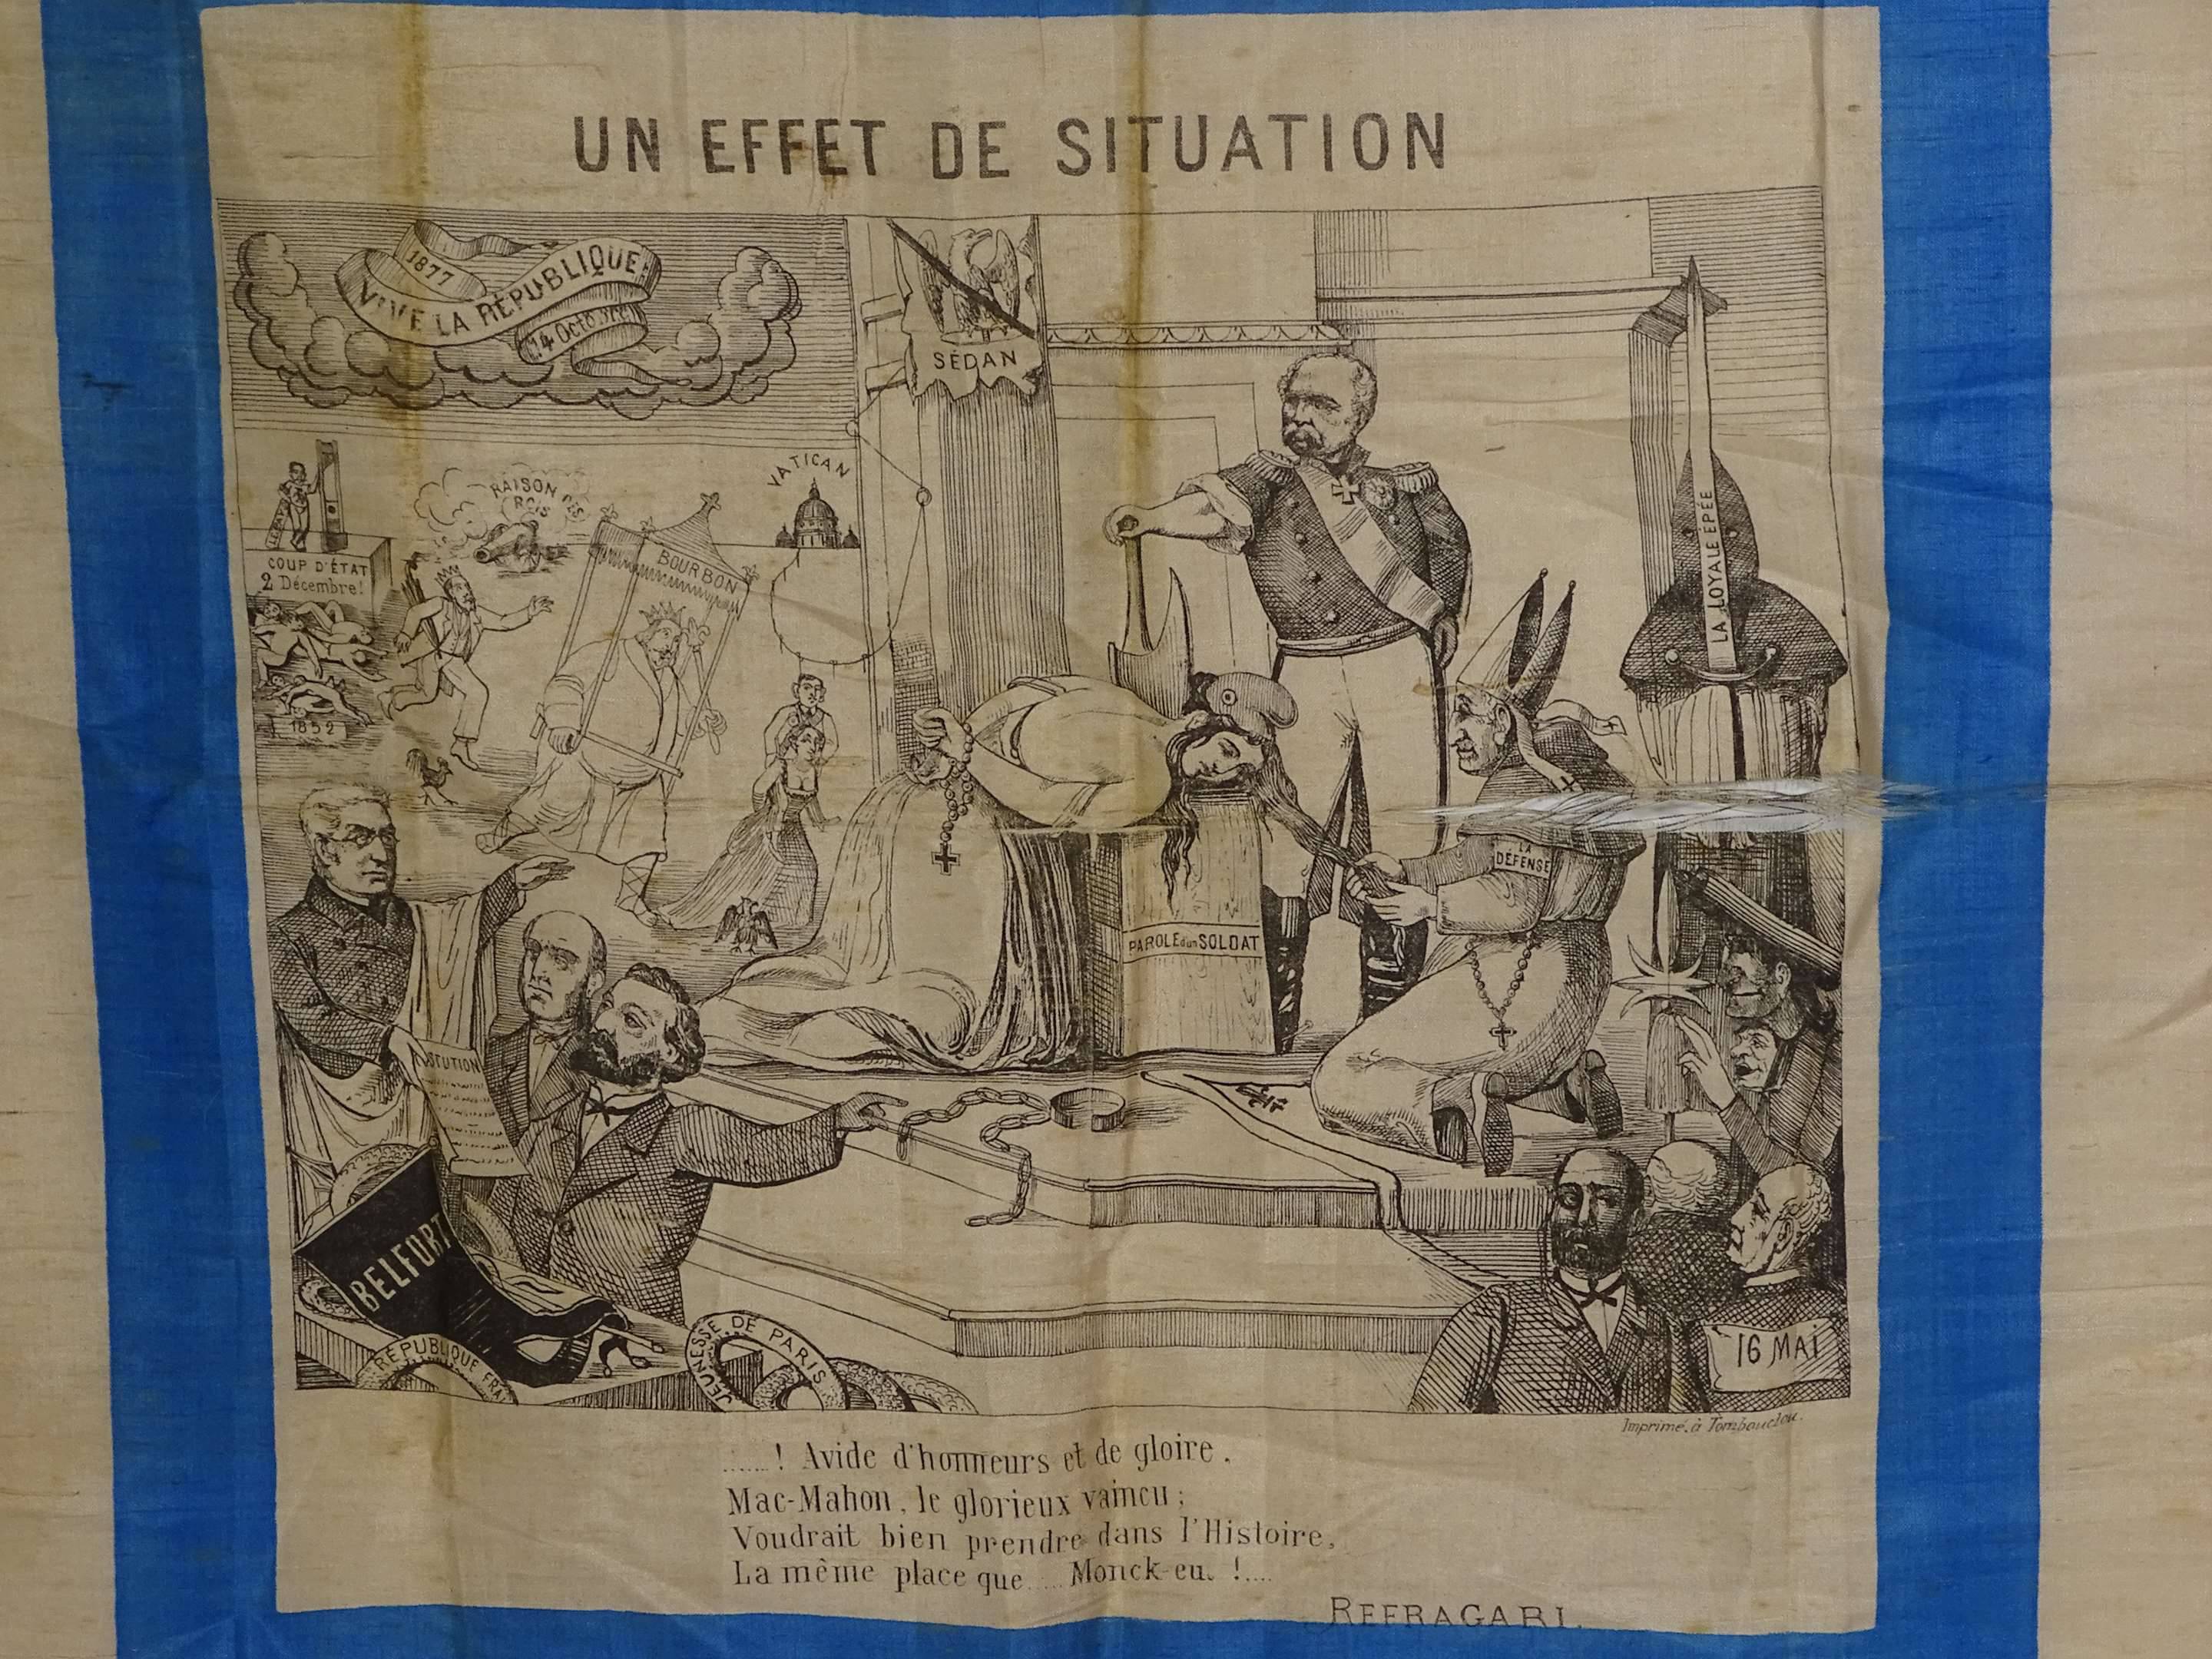 UN EFFET DE SITUATION
1877
VIVE LA RÉPUBLIQUE
14 Octobre
SÉDAN
VATICAN
RAISON DES
ROIS
BOURBON
COUP D'ÉTAT
2 Décembre!
1852
LA LOYALE ÉPÉE
LA
DÉFENSE
PAROLE d'un SOLDAT
STUTION
BELFORT
RÉPUBLIQUE FRA
JEUNESSE DE PARIS
16 MAI
Imprimé à Tombouctou.
......! Avide d'honneurs et de gloire,
Mac-Mahon, le glorieux vaincu;
Voudrait bien prendre dans l'Histoire,
La même place que..... Monck-eu. !....
REFRAGARI.